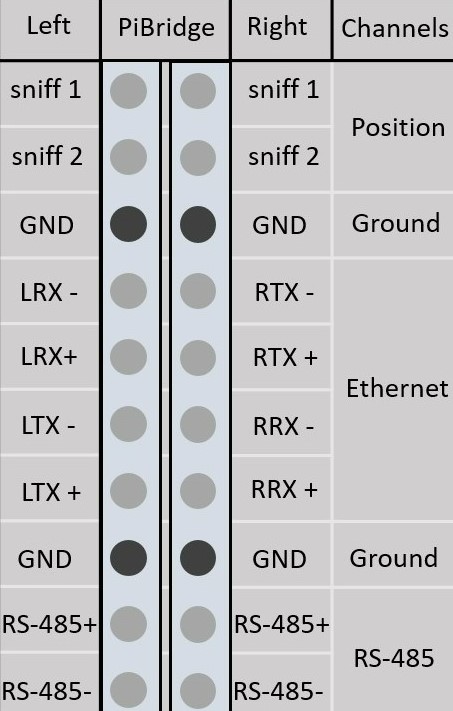 Left PiBridge Right Channels
sniff 1 sniff 1
Position
sniff 2 sniff 2
GND GND Ground
LRX - RTX -
LRX+ RTX +
Ethernet
LTX - RRX -
LTX + RRX +
GND GND Ground
RS-485+ RS-485+
RS-485
RS-485- RS-485-